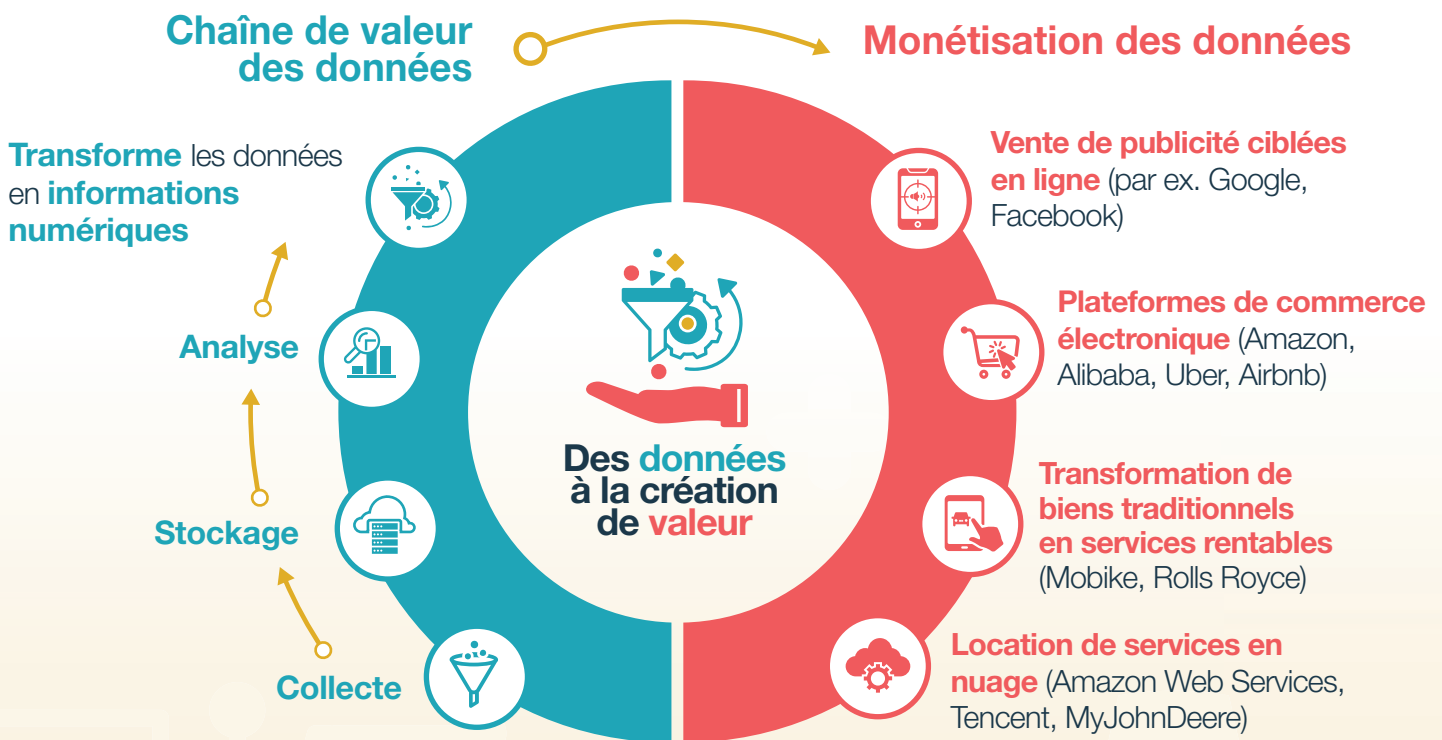 Chaîne de valeur
des données
Monétisation des données
Transforme les données
en informations
numériques
Analyse
Stockage
Collecte
Des données
à la création
de valeur
Vente de publicité ciblées
en ligne (par ex. Google,
Facebook)
Plateformes de commerce
électronique (Amazon,
Alibaba, Uber, Airbnb)
Transformation de
biens traditionnels
en services rentables
(Mobike, Rolls Royce)
Location de services en
nuage (Amazon Web Services,
Tencent, MyJohnDeere)